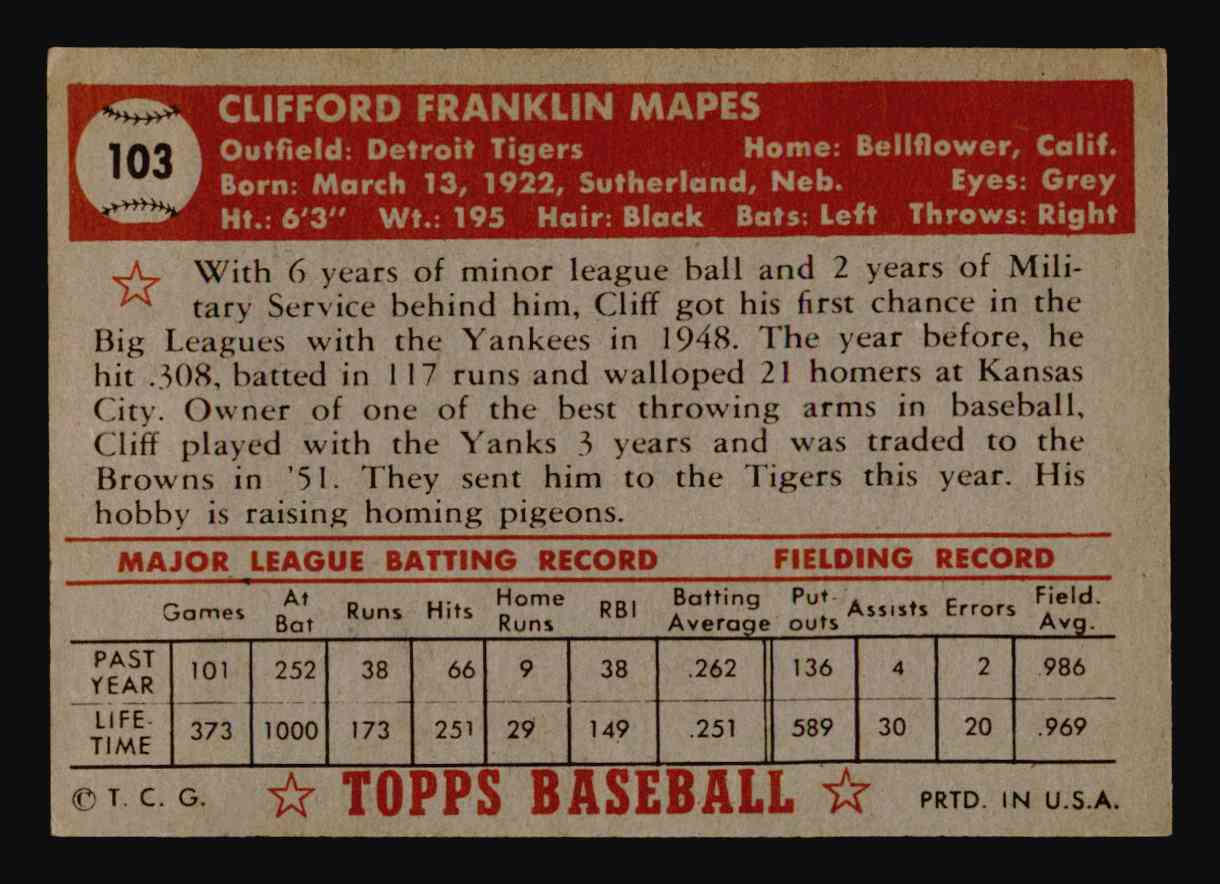 103
CLIFFORD FRANKLIN MAPES
Outfield: Detroit Tigers Home: Bellflower, Calif.
Born: March 13, 1922, Sutherland, Neb. Eyes: Grey
Ht.: 6'3" Wt.: 195 Hair: Black Bats: Left Throws: Right
With 6 years of minor league ball and 2 years of Mili-
tary Service behind him, Cliff got his first chance in the
Big Leagues with the Yankees in 1948. The year before, he
hit .308, batted in 117 runs and walloped 21 homers at Kansas
City. Owner of one of the best throwing arms in baseball,
Cliff played with the Yanks 3 years and was traded to the
Browns in '51. They sent him to the Tigers this year. His
hobby is raising homing pigeons.
MAJOR LEAGUE BATTING RECORD FIELDING RECORD
Games At Bat Runs Hits Home Runs RBI Batting Average Put-outs Assists Errors Field. Avg.
PAST YEAR 101 252 38 66 9 38 .262 136 4 2 .986
LIFE-TIME 373 1000 173 251 29 149 .251 589 30 20 .969
© T. C. G. TOPPS BASEBALL PRTD. IN U.S.A.